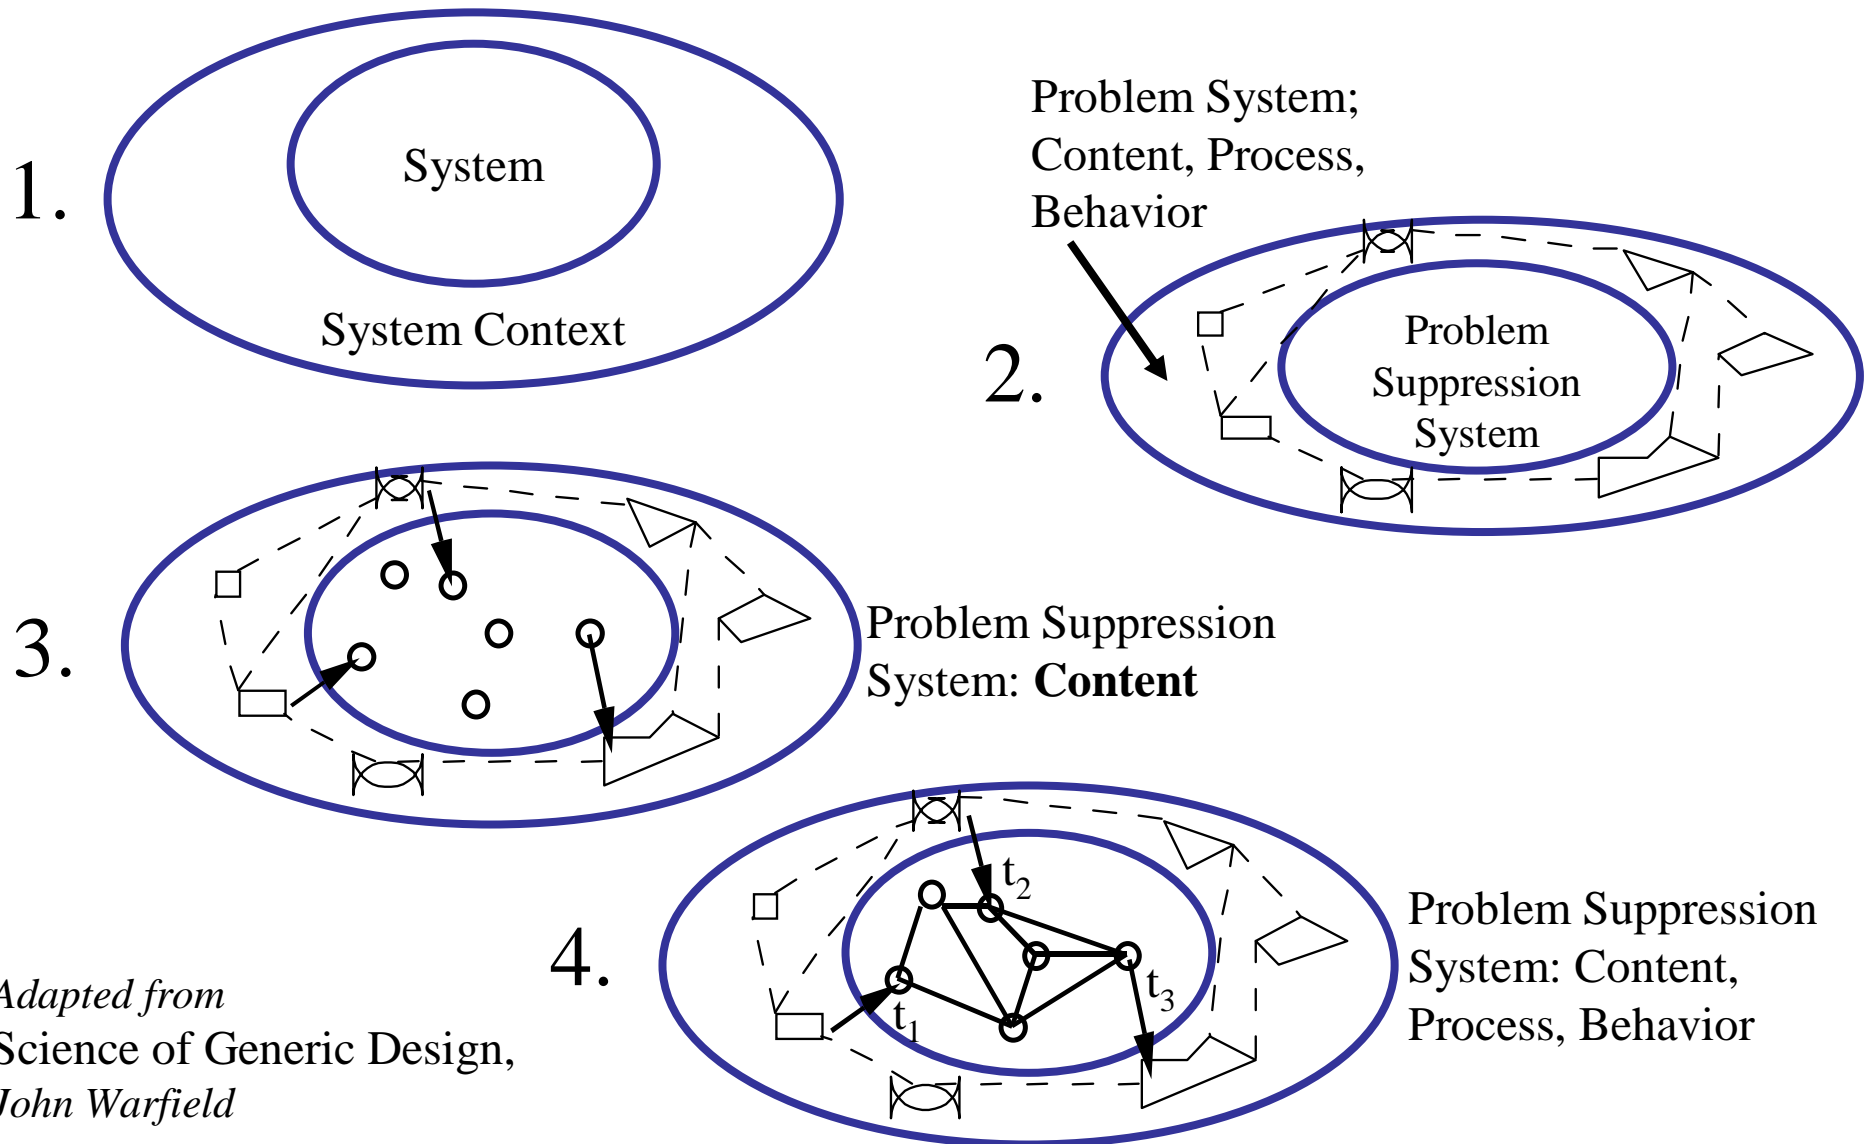 1.
System
System Context
Problem System;
Content, Process,
Behavior
2.
Problem
Suppression
System
3.
Problem Suppression
System: Content
4.
t2
t1
t3
Problem Suppression
System: Content,
Process, Behavior
Adapted from
Science of Generic Design,
John Warfield